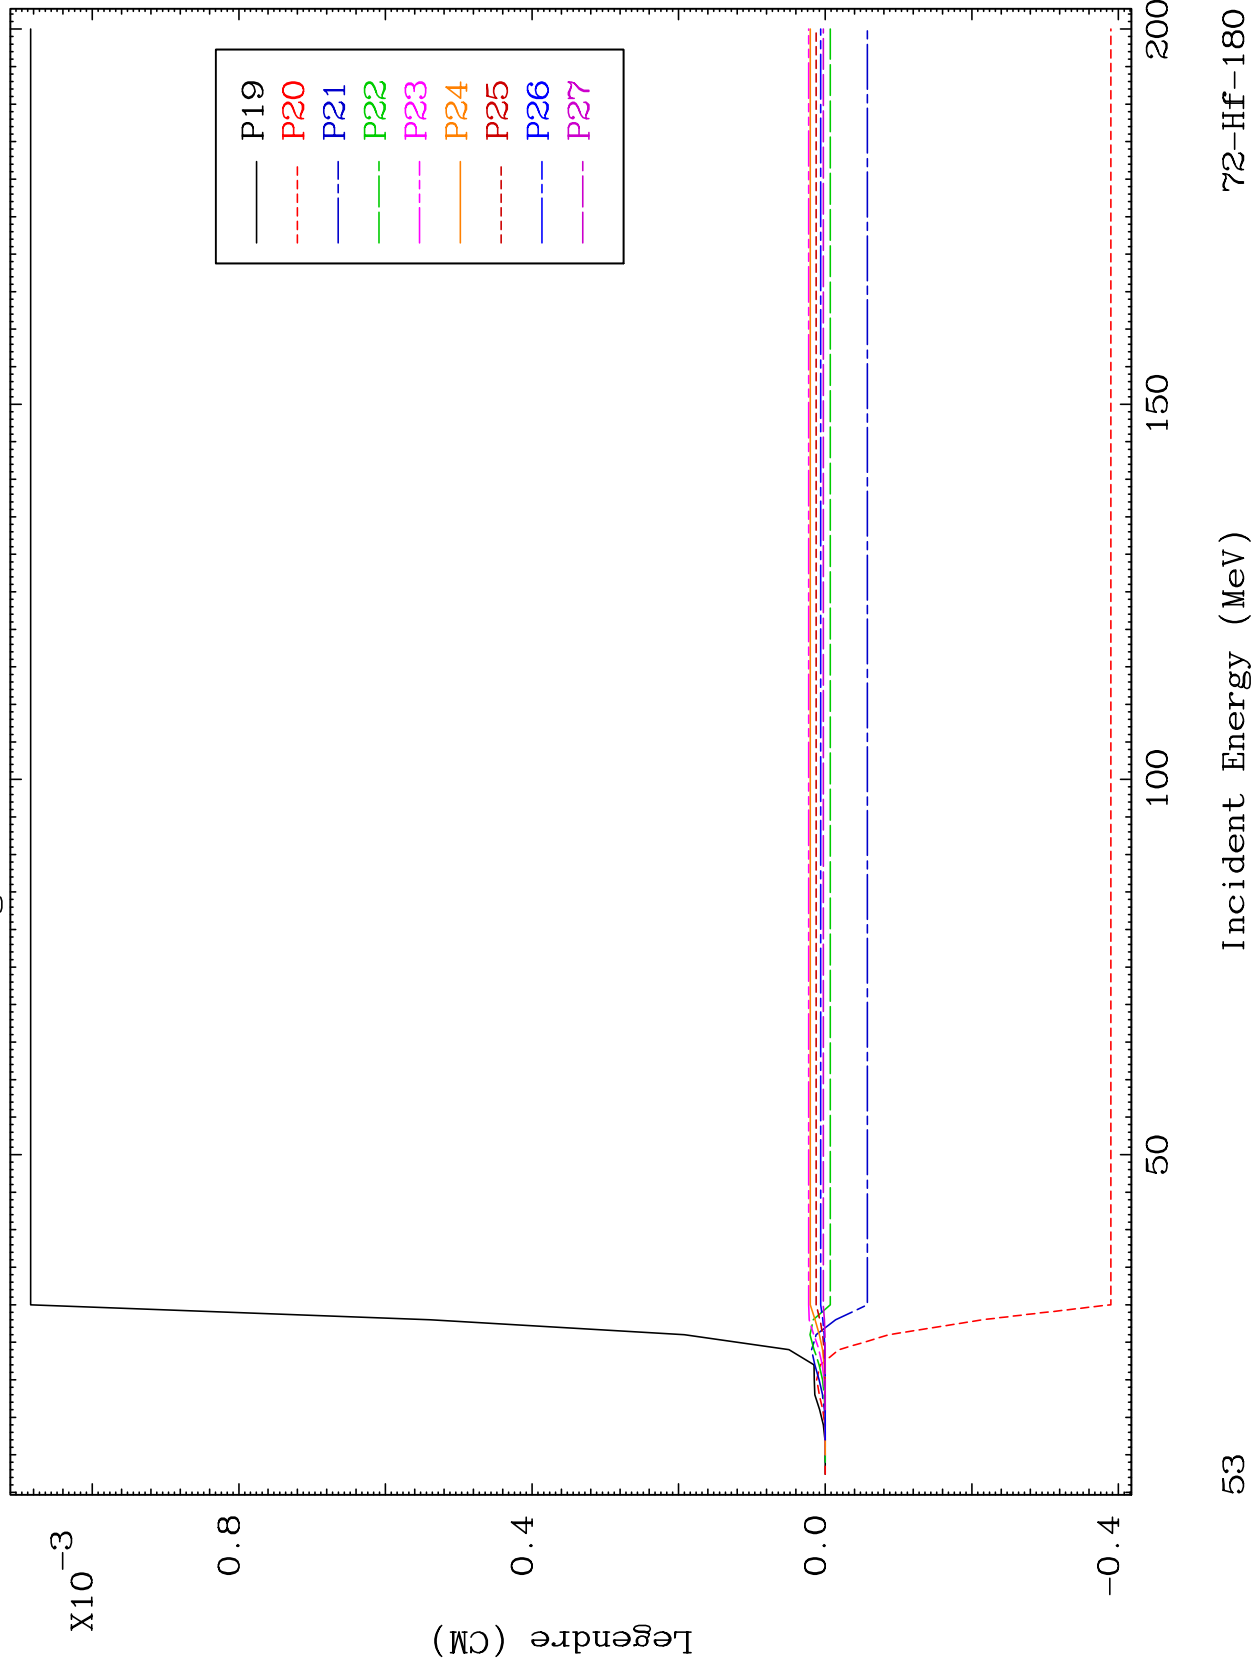 X10⁻³
0.8
0.4
0.0
-0.4
Legendre (CM)
P19
P20
P21
P22
P23
P24
P25
P26
P27
50
100
150
200
Incident Energy (MeV)
53
72-Hf-180